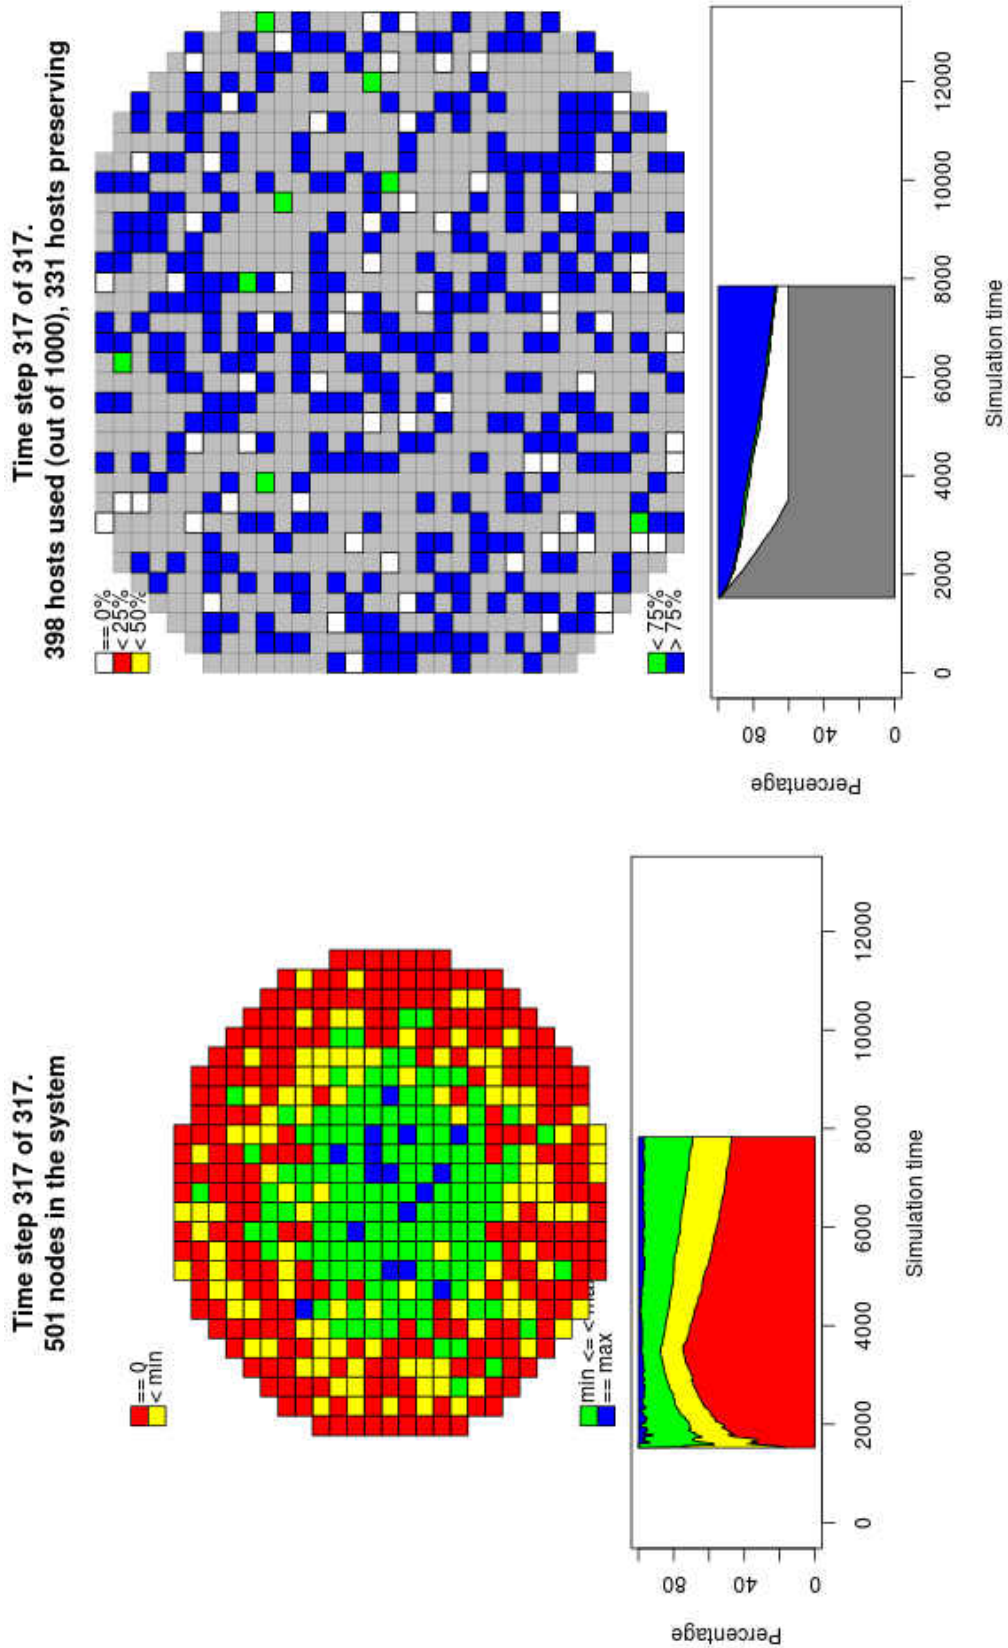 Time step 317 of 317.
501 nodes in the system
== 0
< min
min <= < max
== max
Percentage
0
40
80
0
2000
4000
6000
8000
10000
12000
Simulation time
Time step 317 of 317.
398 hosts used (out of 1000), 331 hosts preserving
== 0%
< 25%
< 50%
< 75%
> 75%
Percentage
0
40
80
0
2000
4000
6000
8000
10000
12000
Simulation time